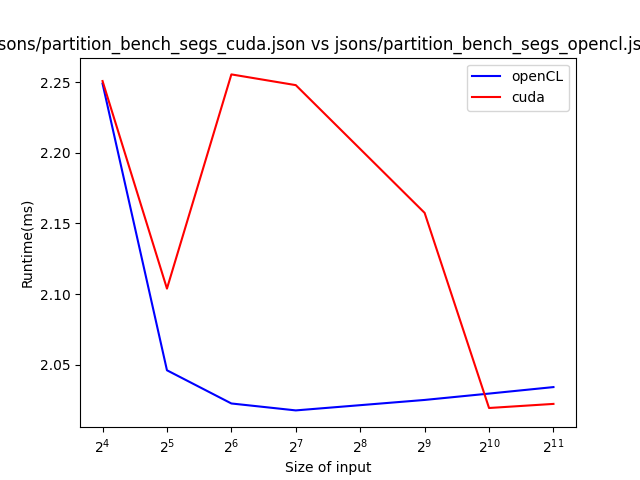 sons/partition_bench_segs_cuda.json vs jsons/partition_bench_segs_opencl.js
openCL
cuda
2.25
2.20
2.15
2.10
2.05
Runtime(ms)
2^4 2^5 2^6 2^7 2^8 2^9 2^10 2^11
Size of input